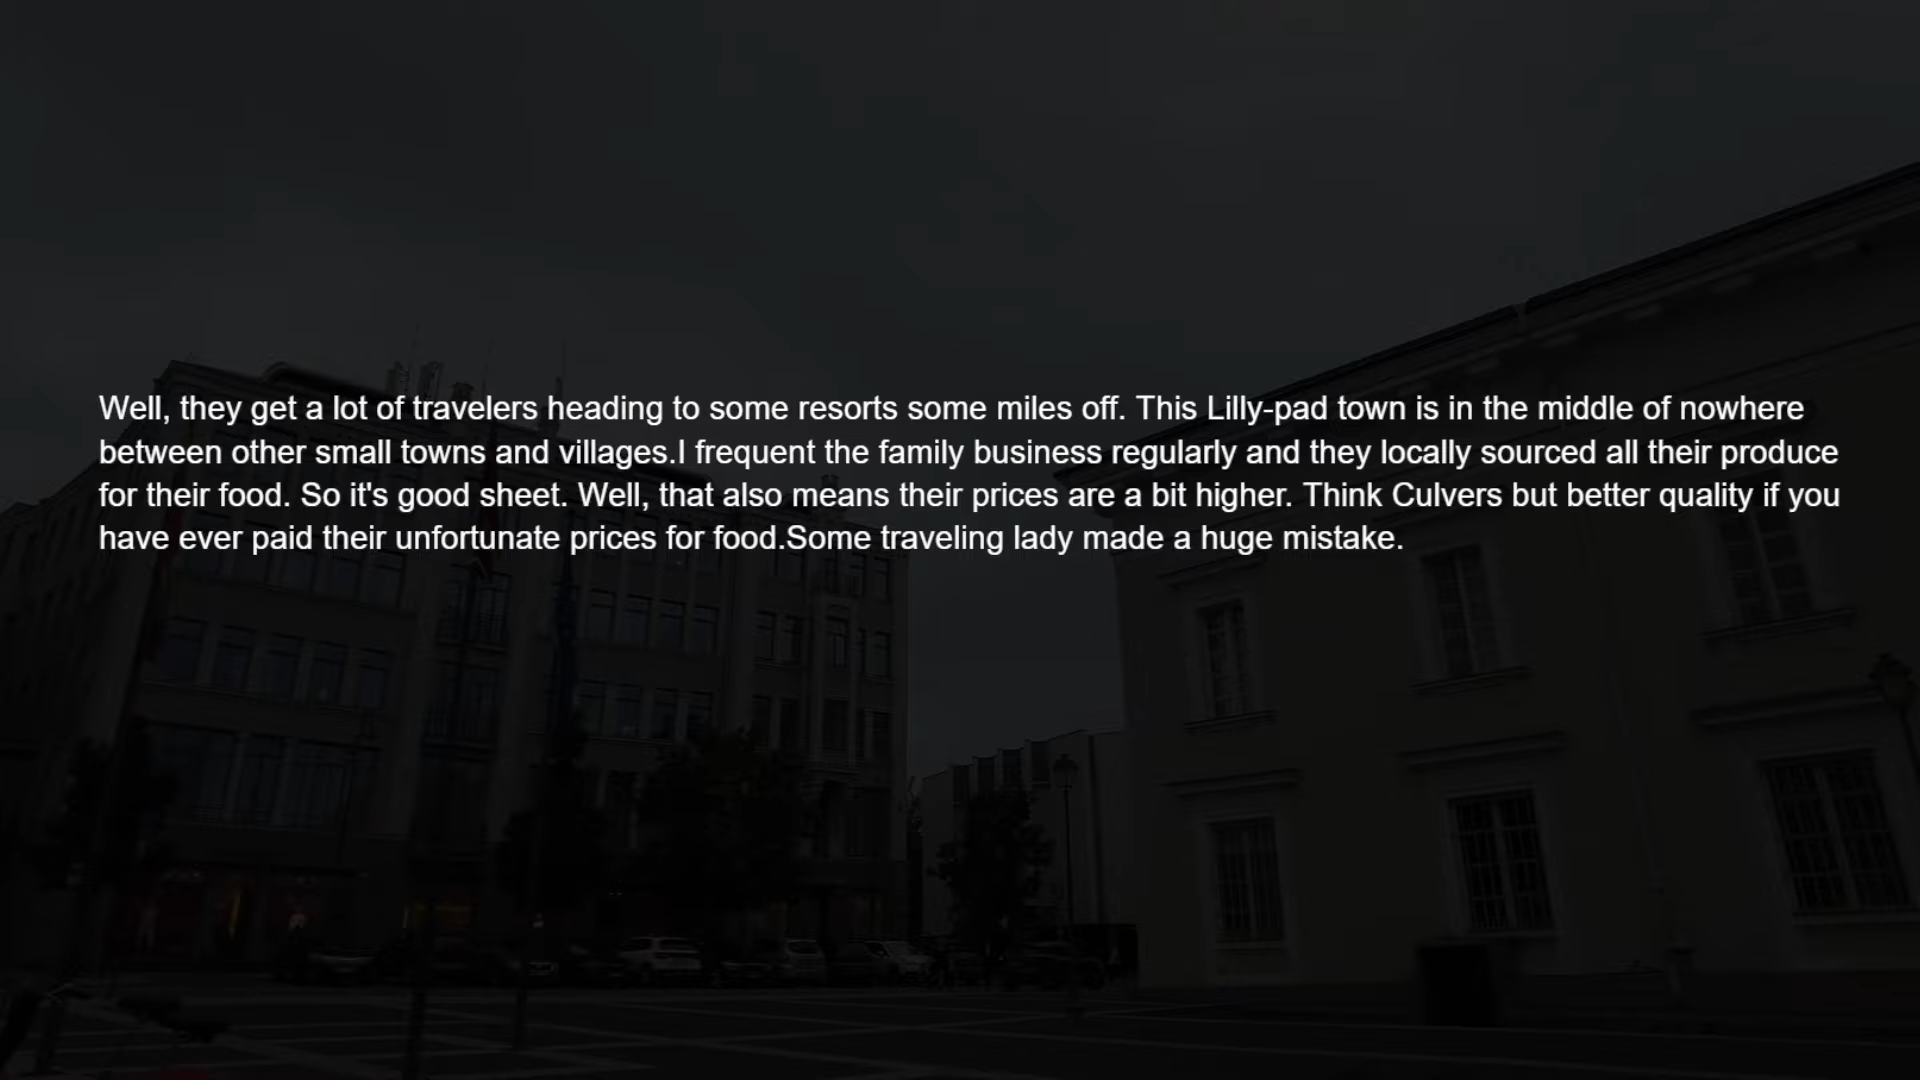 Well, they get a lot of travelers heading to some resorts some miles off. This Lilly-pad town is in the middle of nowhere
between other small towns and villages.I frequent the family business regularly and they locally sourced all their produce
for their food. So it's good sheet. Well, that also means their prices are a bit higher. Think Culvers but better quality if you
have ever paid their unfortunate prices for food.Some traveling lady made a huge mistake.